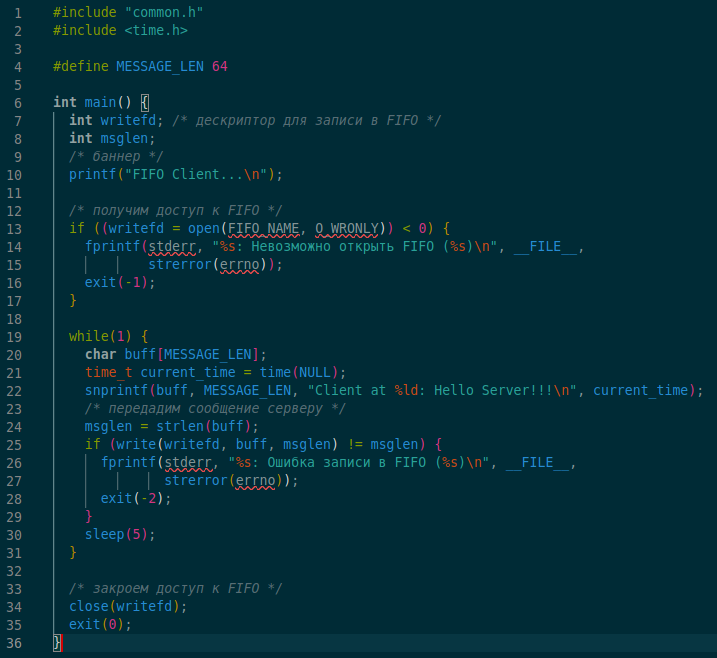 1 #include "common.h"
2 #include <time.h>
3
4 #define MESSAGE_LEN 64
5
6 int main() {
7   int writefd; /* дескриптор для записи в FIFO */
8   int msglen;
9   /* баннер */
10   printf("FIFO Client...\n");
11
12   /* получим доступ к FIFO */
13   if ((writefd = open(FIFO_NAME, O_WRONLY)) < 0) {
14     fprintf(stderr, "%s: Невозможно открыть FIFO (%s)\n", __FILE__,
15             strerror(errno));
16     exit(-1);
17   }
18
19   while(1) {
20     char buff[MESSAGE_LEN];
21     time_t current_time = time(NULL);
22     snprintf(buff, MESSAGE_LEN, "Client at %ld: Hello Server!!!\n", current_time);
23     /* передадим сообщение серверу */
24     msglen = strlen(buff);
25     if (write(writefd, buff, msglen) != msglen) {
26       fprintf(stderr, "%s: Ошибка записи в FIFO (%s)\n", __FILE__,
27               strerror(errno));
28       exit(-2);
29     }
30     sleep(5);
31   }
32
33   /* закроем доступ к FIFO */
34   close(writefd);
35   exit(0);
36 }